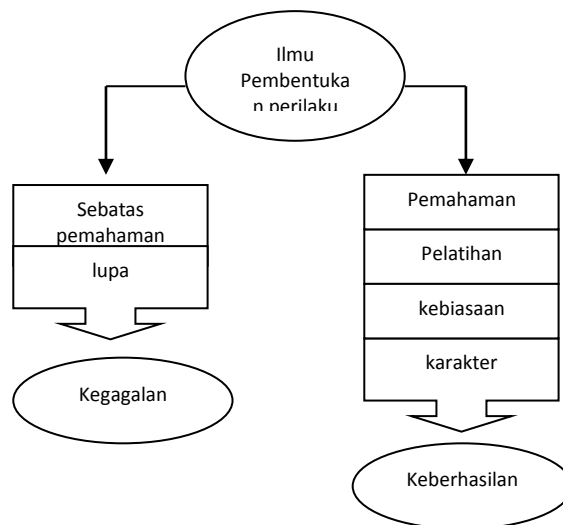 Ilmu
Pembentuka
n perilaku
Sebatas
pemahaman
lupa
Kegagalan
Pemahaman
Pelatihan
kebiasaan
karakter
Keberhasilan